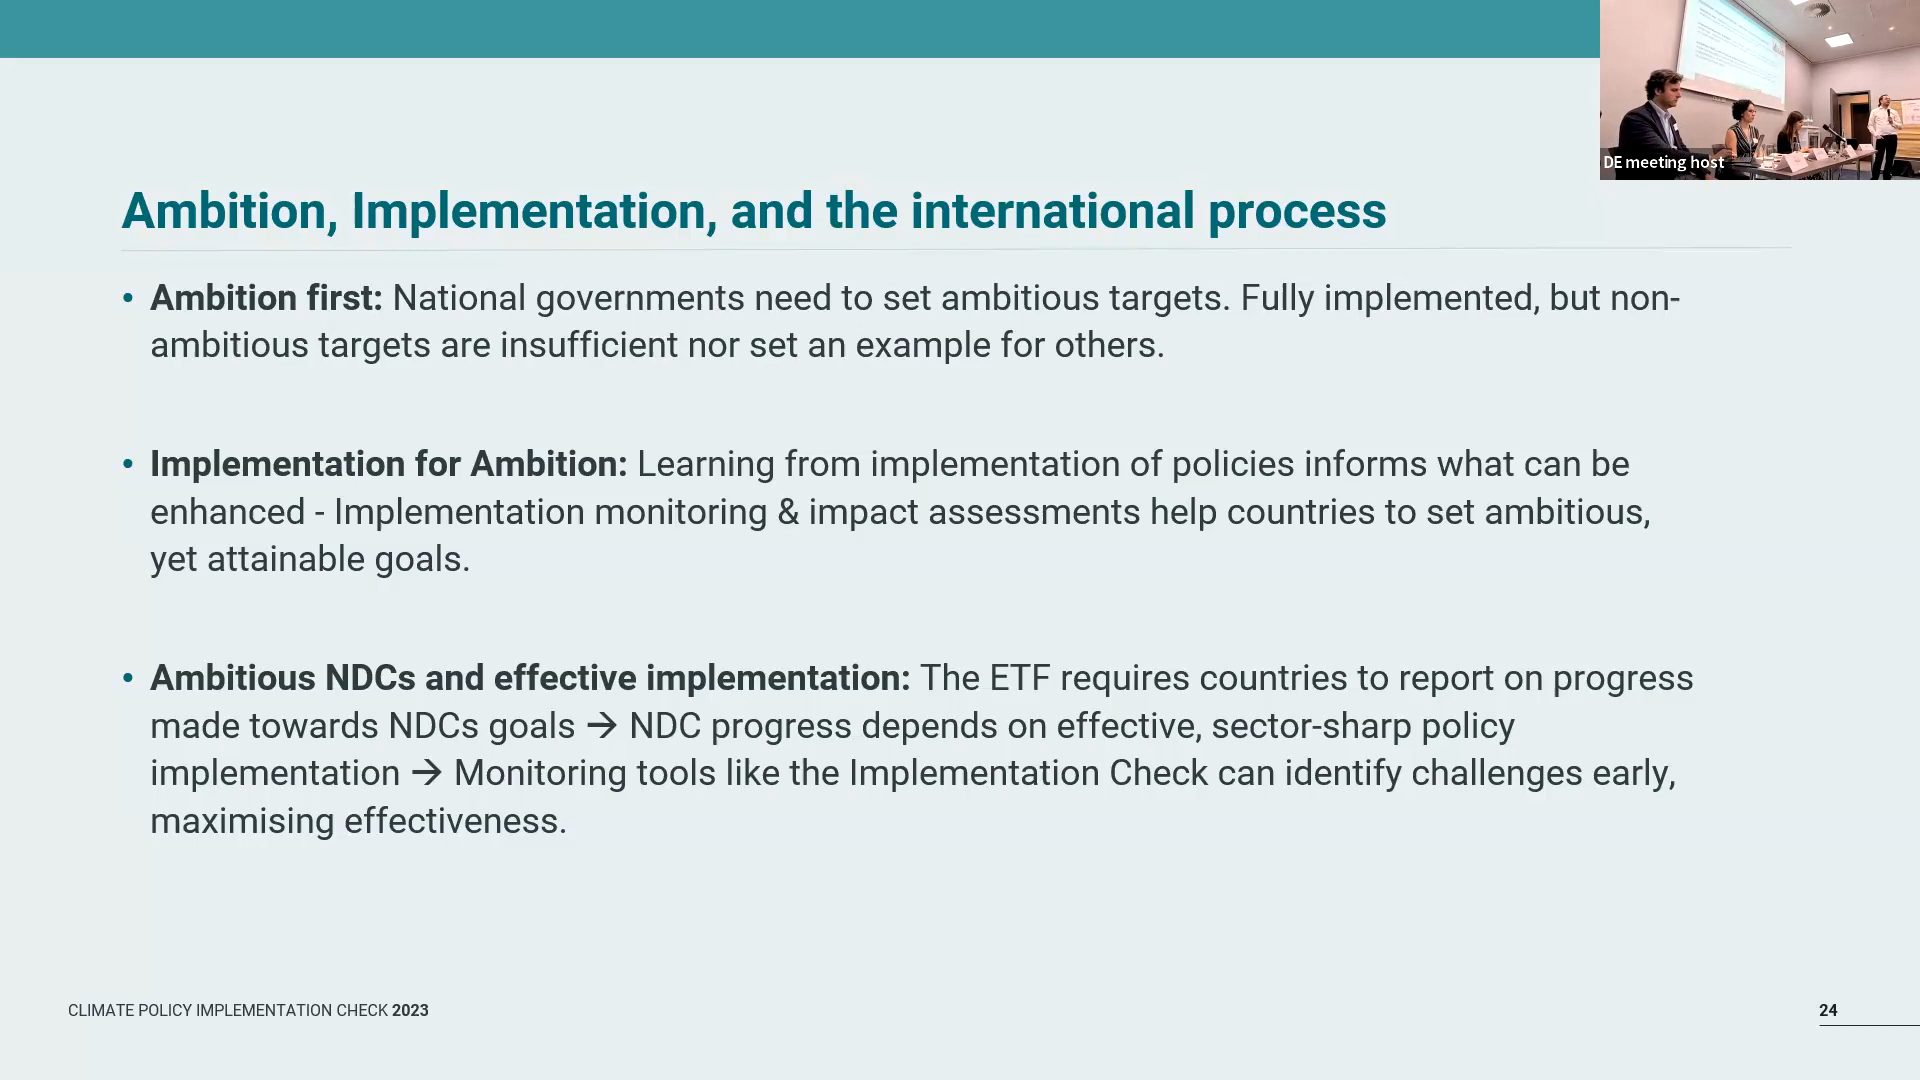 DE meeting host
Ambition, Implementation, and the international process
• Ambition first: National governments need to set ambitious targets. Fully implemented, but non-
ambitious targets are insufficient nor set an example for others.
• Implementation for Ambition: Learning from implementation of policies informs what can be
enhanced - Implementation monitoring & impact assessments help countries to set ambitious,
yet attainable goals.
• Ambitious NDCs and effective implementation: The ETF requires countries to report on progress
made towards NDCs goals → NDC progress depends on effective, sector-sharp policy
implementation → Monitoring tools like the Implementation Check can identify challenges early,
maximising effectiveness.
CLIMATE POLICY IMPLEMENTATION CHECK 2023
24